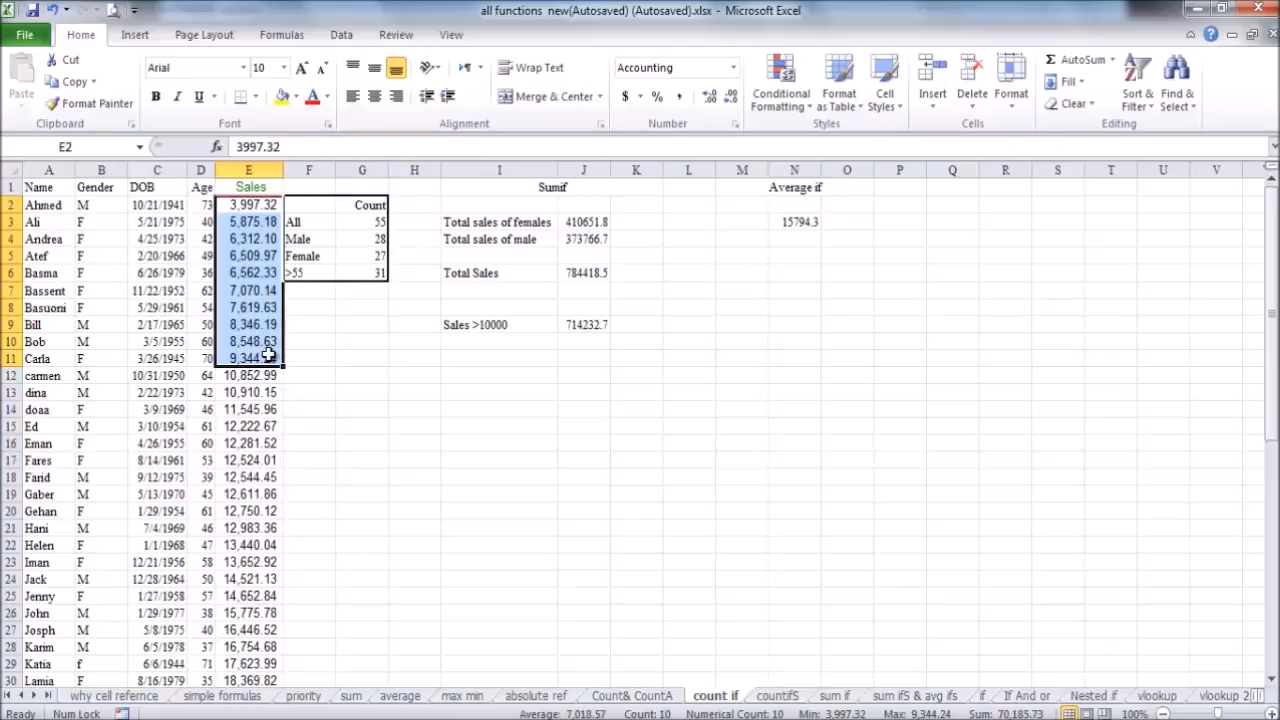 all functions new(Autosaved) (Autosaved).xlsx - Microsoft Excel
File Home Insert Page Layout Formulas Data Review View
Paste Cut Copy Format Painter Clipboard
Arial 10 B I U Font
Wrap Text Merge & Center Alignment
Accounting $ % , Number
Conditional Formatting Format as Table Cell Styles Styles
Insert Delete Format Cells
Σ AutoSum Fill Clear Sort & Filter Find & Select Editing
E2 fx 3997.32
A B C D E F G H I J K L M N O P Q R S T U V
1 Name Gender DOB Age Sales Sumif Average if
2 Ahmed M 10/21/1941 73 3,997.32 Count
3 Ali F 5/21/1975 40 5,875.18 All 55 Total sales of females 410651.8 15794.3
4 Andrea F 4/25/1973 42 6,312.10 Male 28 Total sales of male 373766.7
5 Atef F 2/20/1966 49 6,509.97 Female 27
6 Basma F 6/26/1979 36 6,562.33 >55 31 Total Sales 784418.5
7 Bassent F 11/22/1952 62 7,070.14
8 Basuoni F 5/29/1961 54 7,619.63
9 Bill M 2/17/1965 50 8,346.19 Sales >10000 714232.7
10 Bob M 3/5/1955 60 8,548.63
11 Carla F 3/26/1945 70
12 carmen M 10/31/1950 64 10,852.99
13 dina M 2/22/1973 42 10,910.15
14 doaa F 3/9/1969 46 11,545.96
15 Ed M 3/10/1954 61 12,222.67
16 Eman F 4/26/1955 60 12,281.52
17 Fares F 8/14/1961 53 12,524.01
18 Farid M 9/12/1975 39 12,544.45
19 Gaber M 5/13/1970 45 12,611.86
20 Gehan F 1/29/1954 61 12,750.12
21 Hani M 7/4/1969 46 12,983.36
22 Helen F 1/1/1968 47 13,440.04
23 Iman F 12/21/1956 58 13,652.92
24 Jack M 12/28/1964 50 14,521.13
25 Jenny F 1/27/1958 57 14,652.84
26 John M 1/29/1977 38 15,775.78
27 Josph M 5/8/1975 40 16,446.52
28 Karim M 6/5/1978 37 16,754.68
29 Katia f 6/6/1944 71 17,623.99
30 Lamia F 8/16/1979 35 18,369.82
why cell refernce simple formulas priority sum average max min absolute ref Count& CountA count if countifS sum if sum ifS & avg ifs if If And or Nested if vlookup vlookup 2
Ready Num Lock Average: 7,018.57 Count: 10 Numerical Count: 10 Min: 3,997.32 Max: 9,344.24 Sum: 70,185.73 100%